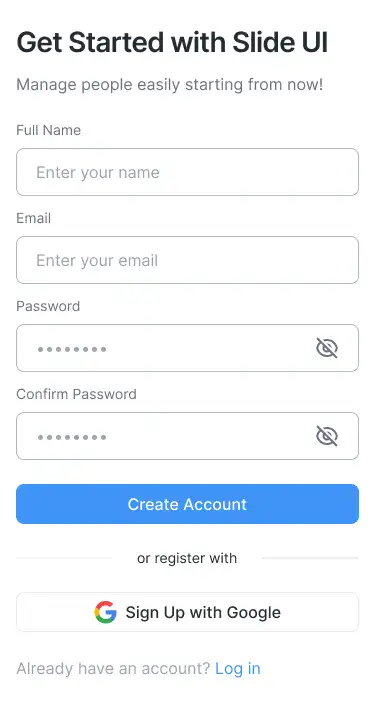 Get Started with Slide UI
Manage people easily starting from now!
Full Name
Enter your name
Email
Enter your email
Password
••••••••
Confirm Password
••••••••
Create Account
or register with
Sign Up with Google
Already have an account? Log in